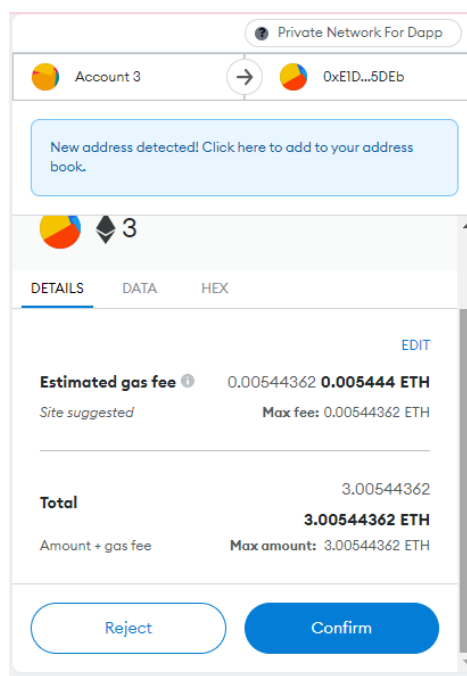 Private Network For Dapp
Account 3
0xE1D...5DEb
New address detected! Click here to add to your address
book.
3
DETAILS DATA HEX
EDIT
Estimated gas fee 0.00544362 0.005444 ETH
Site suggested Max fee: 0.00544362 ETH
3.00544362
Total
3.00544362 ETH
Amount + gas fee Max amount: 3.00544362 ETH
Reject Confirm